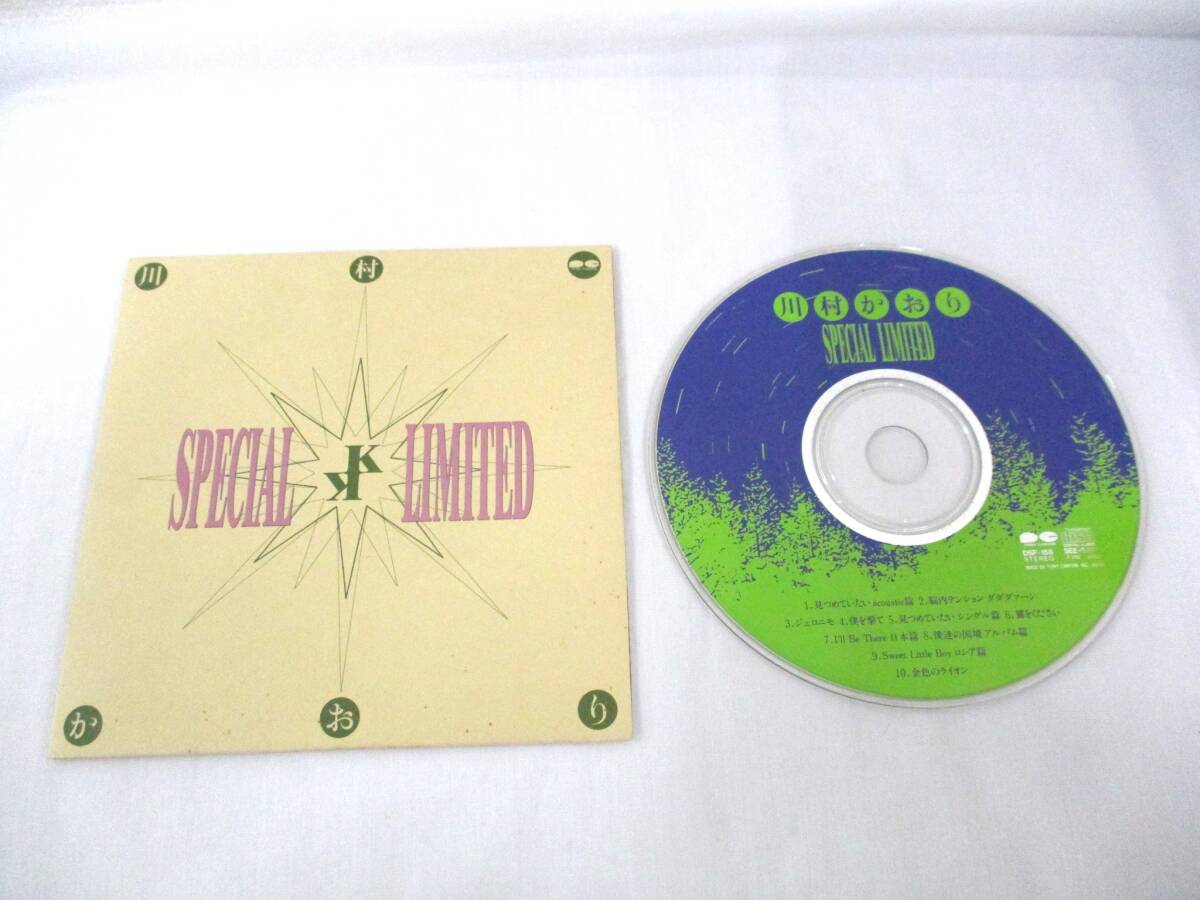 川 村
SPECIAL K LIMITED
K
か お り
川村かおり
SPECIAL LIMITED
DSP-158
STEREO
1.見つめていたい acoustic篇 2.脳内テンション ダダダァーン
3.ジェロニモ 4.僕を撃て 5.見つめていたい シングル篇 6.翼をください
7.I'll Be There 日本篇 8.僕達の国境 アルバム篇
9.Sweet Little Boy ロシア篇
10.金色のライオン